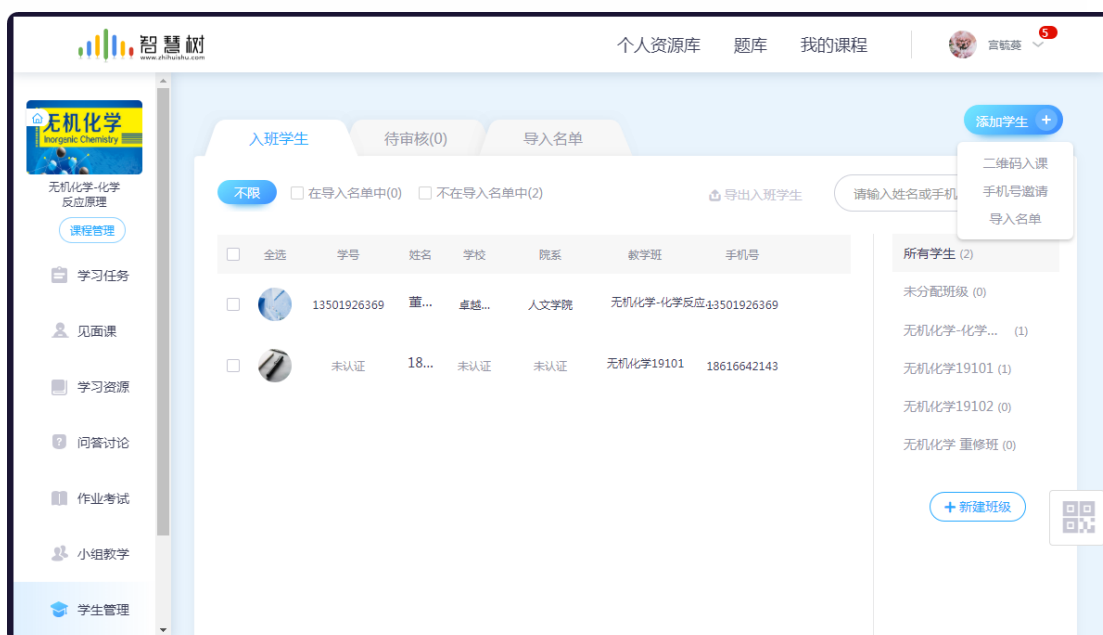 智慧树
www.zhihuishu.com
个人资源库 题库 我的课程 宫毓葵 5
无机化学
Inorgenic Chemistry
无机化学-化学
反应原理
课程管理
学习任务
见面课
学习资源
问答讨论
作业考试
小组教学
学生管理
入班学生 待审核(0) 导入名单
添加学生 +
二维码入课
手机号邀请
导入名单
不限 在导入名单中(0) 不在导入名单中(2) 导出入班学生 请输入姓名或手机
全选 学号 姓名 学校 院系 教学班 手机号
13501926369 董... 卓越... 人文学院 无机化学-化学反应 13501926369
未认证 18... 未认证 未认证 无机化学19101 18616642143
所有学生 (2)
未分配班级 (0)
无机化学-化学... (1)
无机化学19101 (1)
无机化学19102 (0)
无机化学 重修班 (0)
+ 新建班级